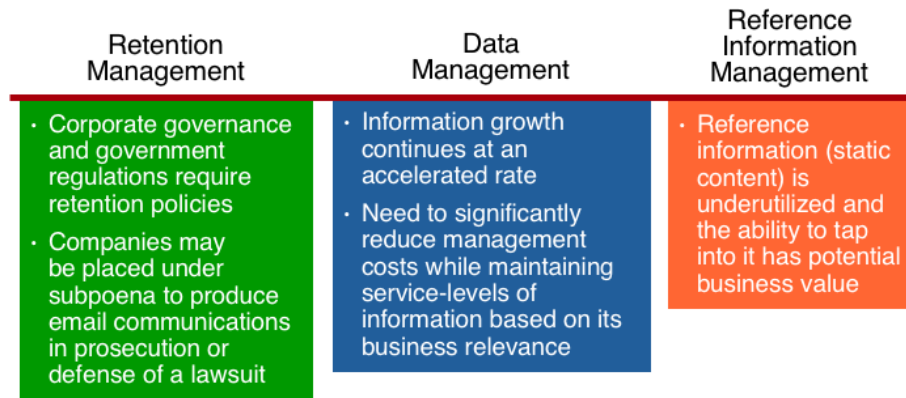 Retention
Management
Data
Management
Reference
Information
Management
· Corporate governance
and government
regulations require
retention policies
· Companies may
be placed under
subpoena to produce
email communications
in prosecution or
defense of a lawsuit
· Information growth
continues at an
accelerated rate
· Need to significantly
reduce management
costs while maintaining
service-levels of
information based on its
business relevance
· Reference
information (static
content) is
underutilized and
the ability to tap
into it has potential
business value